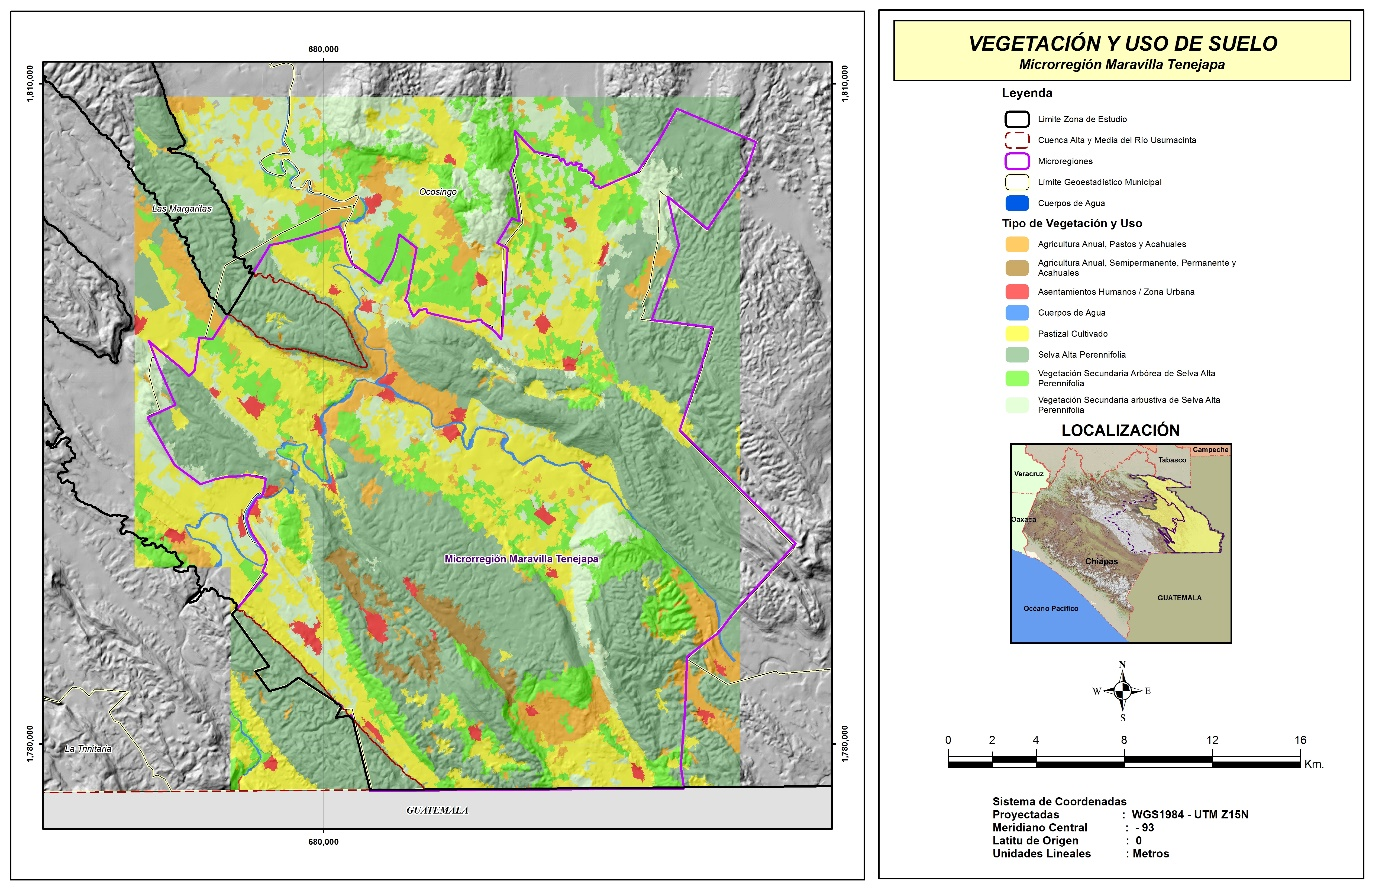 680,000
1,810,000
1,810,000
Ocosingo
Las Margaritas
Microrregión Maravilla Tenejapa
La Trinitaria
1,780,000
1,780,000
GUATEMALA
680,000
VEGETACIÓN Y USO DE SUELO
Microrregión Maravilla Tenejapa
Leyenda
Limite Zona de Estudio
Cuenca Alta y Media del Río Usumacinta
Microregiones
Límite Geoestadístico Municipal
Cuerpos de Agua
Tipo de Vegetación y Uso
Agricultura Anual, Pastos y Acahuales
Agricultura Anual, Semipermanente, Permanente y
Acahuales
Asentamientos Humanos / Zona Urbana
Cuerpos de Agua
Pastizal Cultivado
Selva Alta Perennifolia
Vegetación Secundaria Arbórea de Selva Alta
Perennifolia
Vegetación Secundaria arbustiva de Selva Alta
Perennifolia
LOCALIZACIÓN
Campeche
Tabasco
Veracruz
Oaxaca
Chiapas
GUATEMALA
Oceano Pacífico
N
W E
S
0 2 4 8 12 16
Km.
Sistema de Coordenadas
Proyectadas : WGS1984 - UTM Z15N
Meridiano Central : - 93
Latitu de Origen : 0
Unidades Lineales : Metros